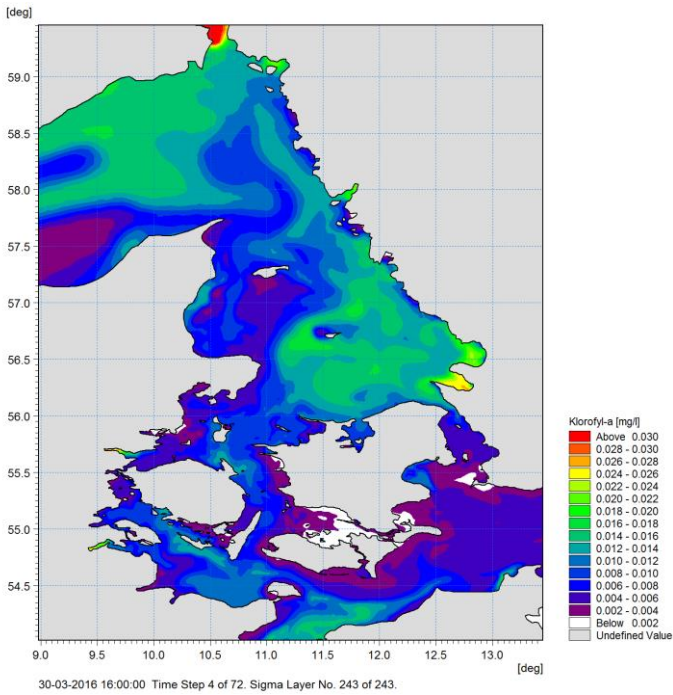 [deg]
59.0
58.5
58.0
57.5
57.0
56.5
56.0
55.5
55.0
54.5
9.0 9.5 10.0 10.5 11.0 11.5 12.0 12.5 13.0
[deg]
30-03-2016 16:00:00 Time Step 4 of 72. Sigma Layer No. 243 of 243.
Klorofyl-a [mg/l]
Above 0.030
0.028 - 0.030
0.026 - 0.028
0.024 - 0.026
0.022 - 0.024
0.020 - 0.022
0.018 - 0.020
0.016 - 0.018
0.014 - 0.016
0.012 - 0.014
0.010 - 0.012
0.008 - 0.010
0.006 - 0.008
0.004 - 0.006
0.002 - 0.004
Below 0.002
Undefined Value